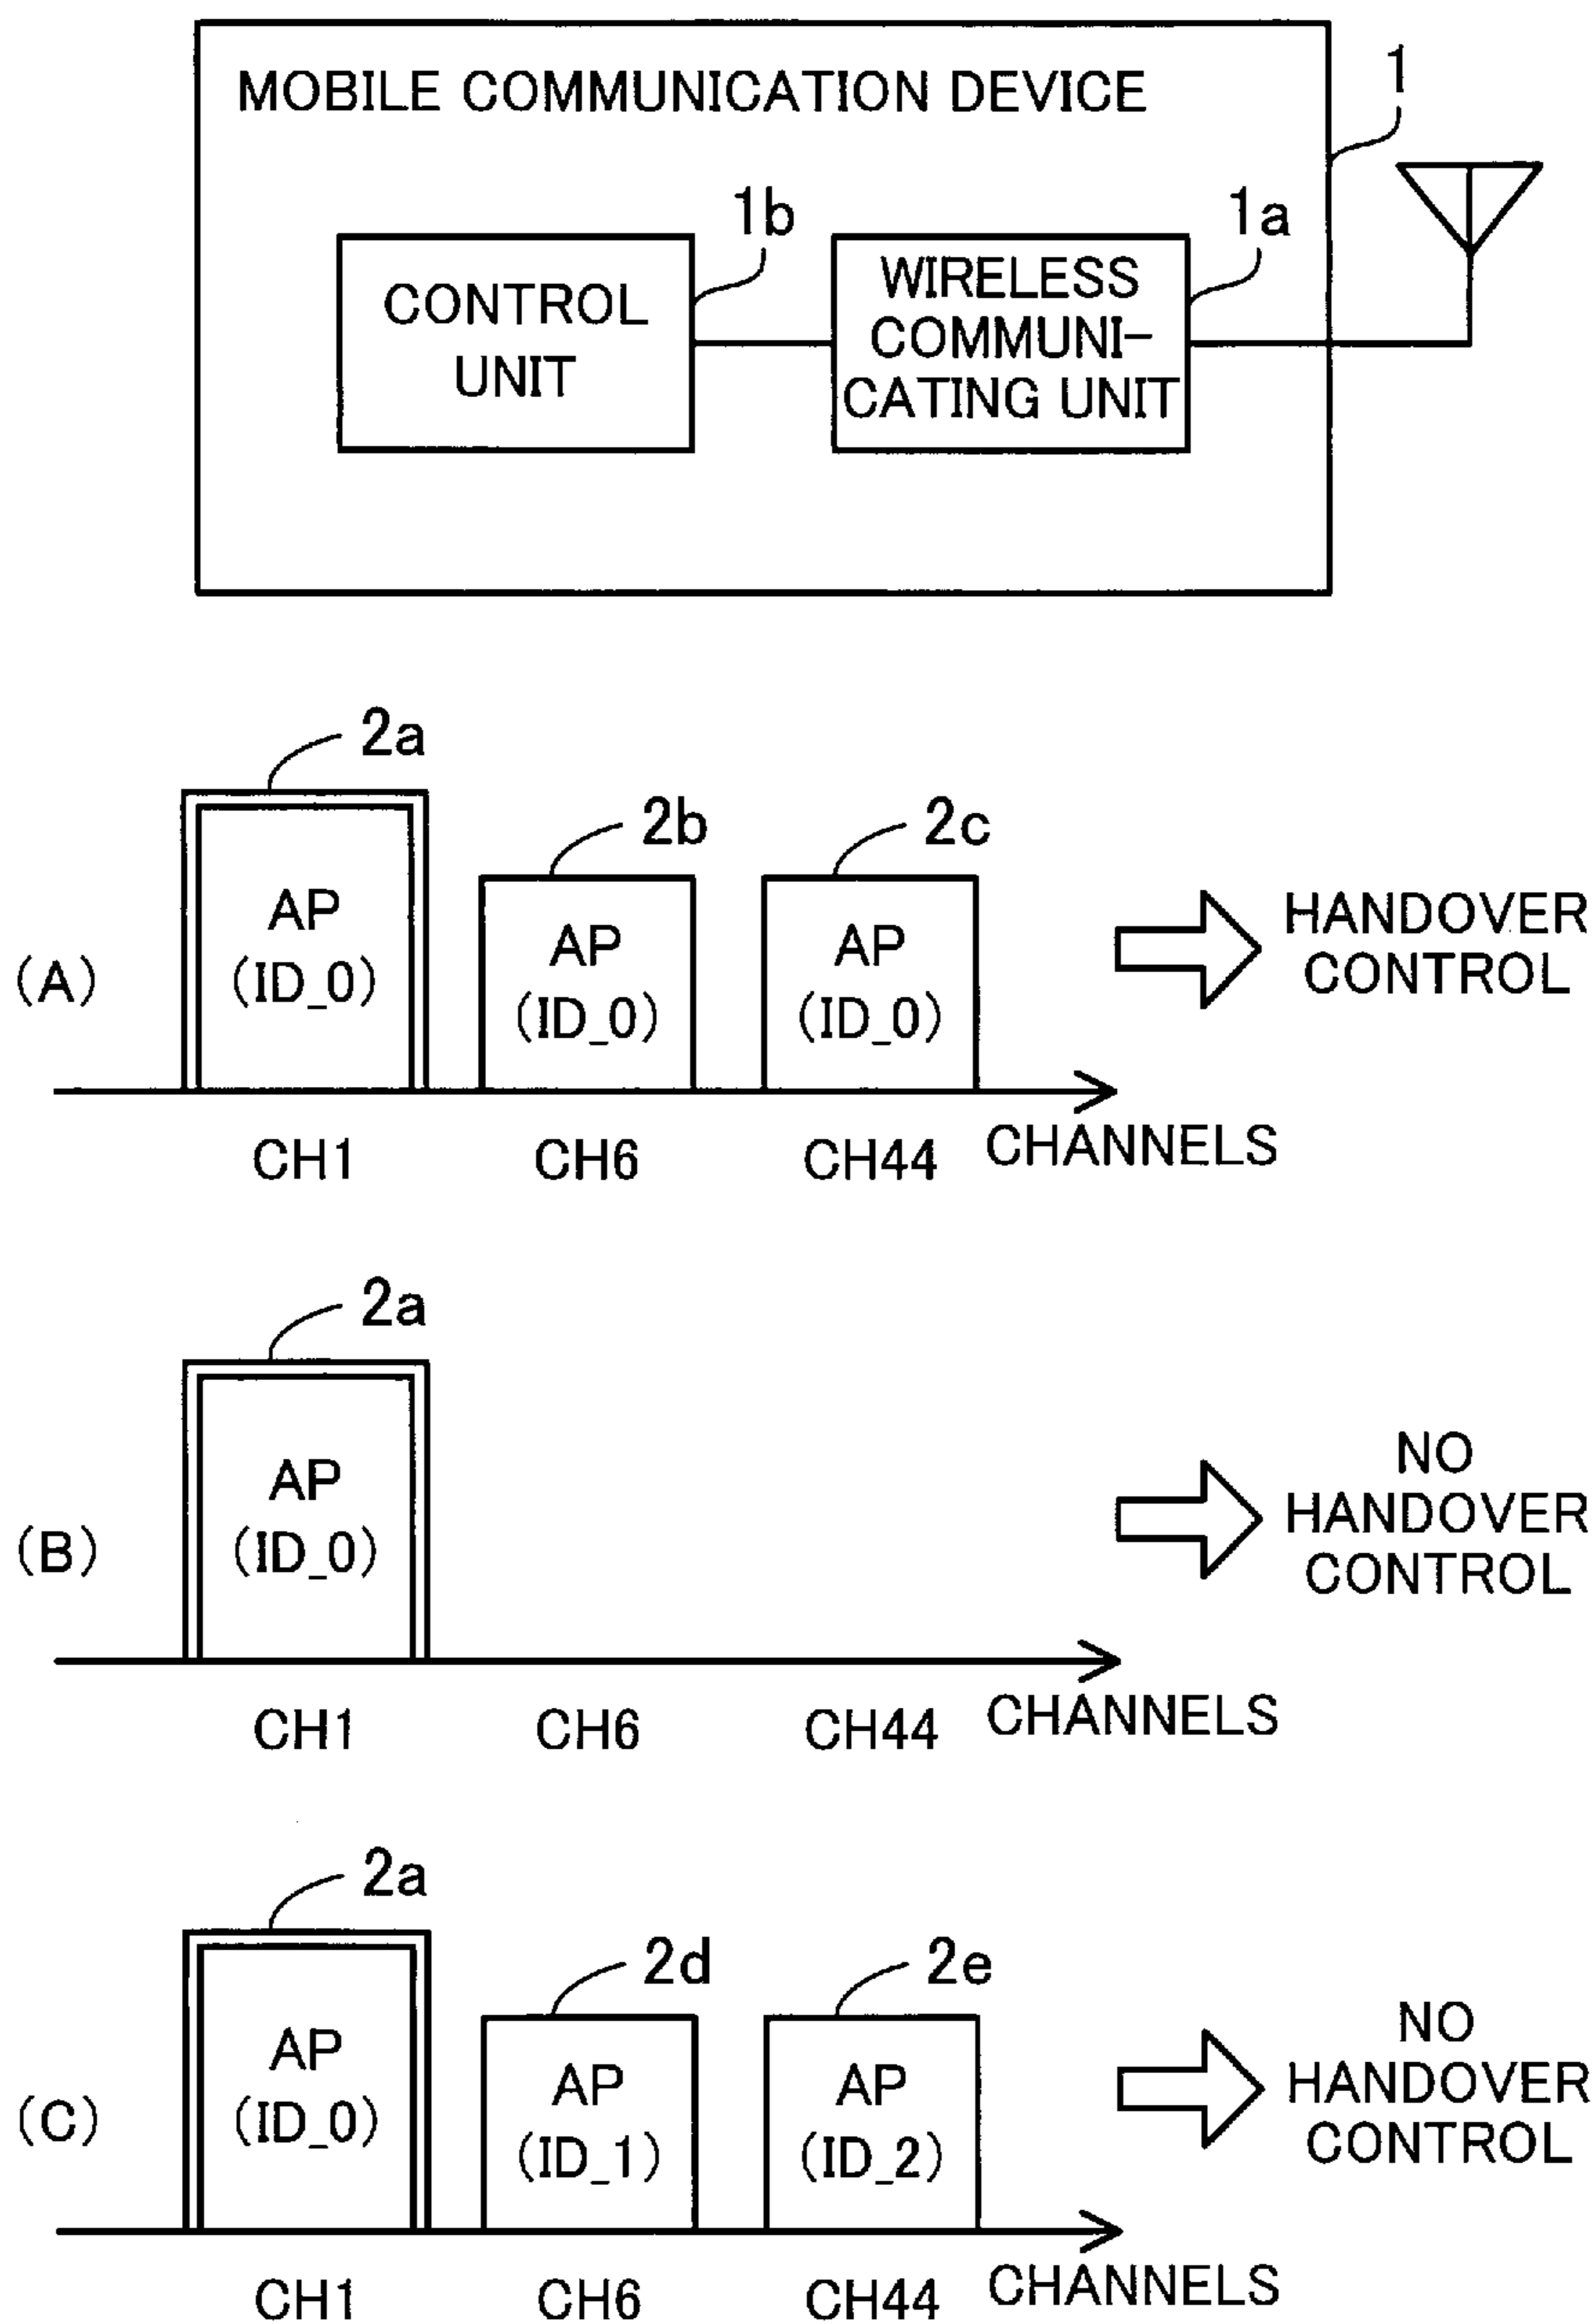 MOBILE COMMUNICATION DEVICE
1
1b
1a
CONTROL
UNIT
WIRELESS
COMMUNI-
CATING UNIT
2a
2b
2c
(A)
AP
(ID_0)
AP
(ID_0)
AP
(ID_0)
HANDOVER
CONTROL
CH1
CH6
CH44
CHANNELS
2a
(B)
AP
(ID_0)
NO
HANDOVER
CONTROL
CH1
CH6
CH44
CHANNELS
2a
2d
2e
(C)
AP
(ID_0)
AP
(ID_1)
AP
(ID_2)
NO
HANDOVER
CONTROL
CH1
CH6
CH44
CHANNELS